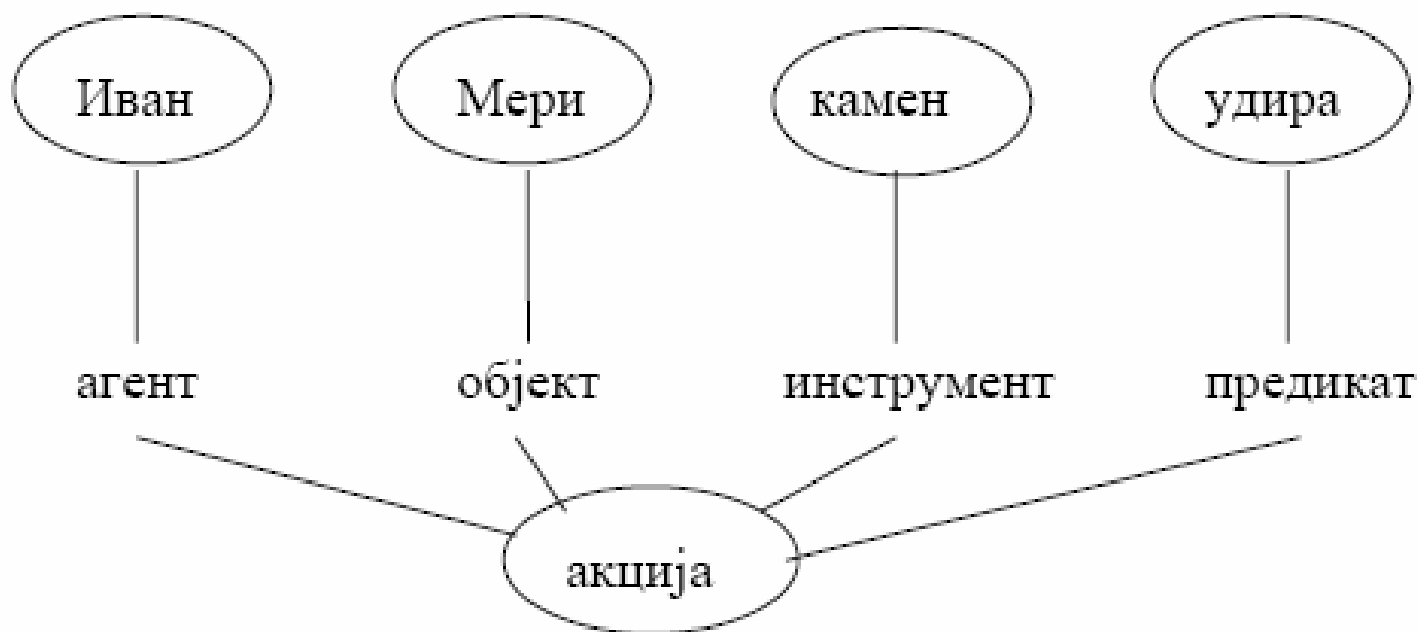 Иван Мери камен удира
агент објект инструмент предикат
акција